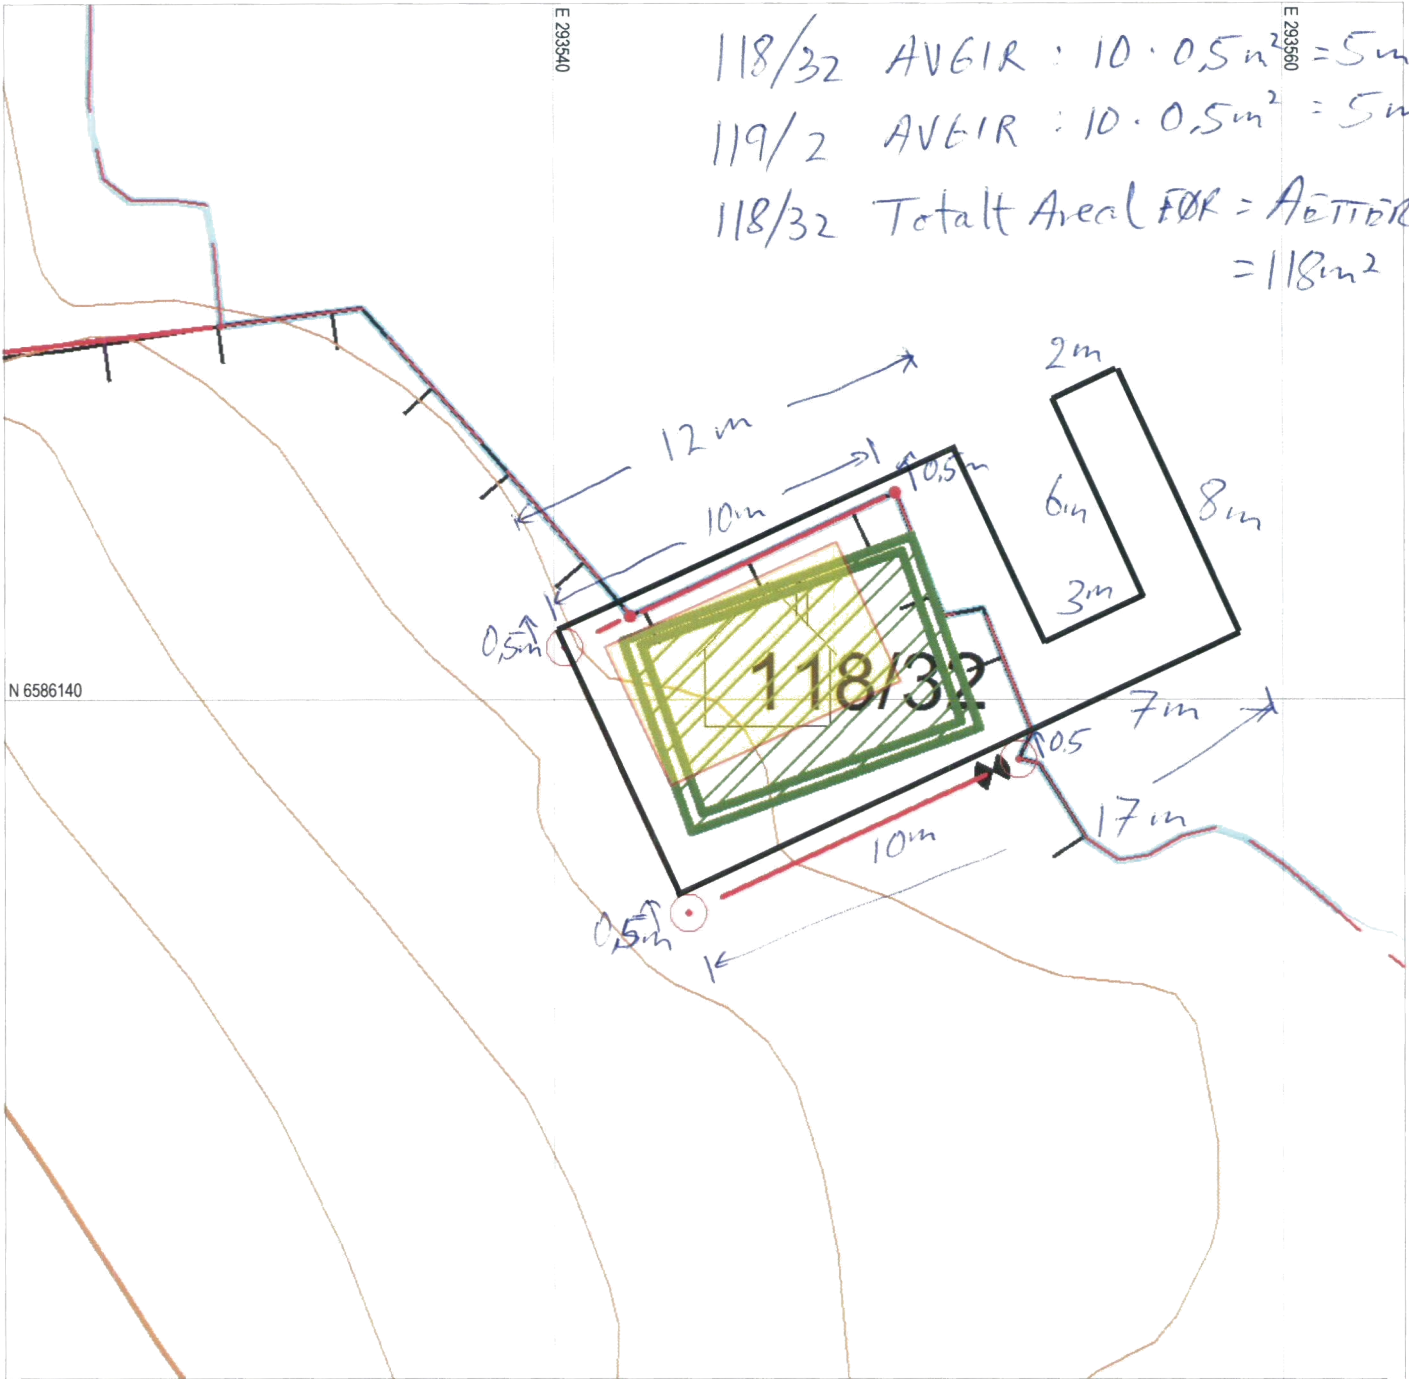 E 293540
E 293560
118/32 AVGIR : 10 · 0,5m² = 5m
119/2 AVGIR : 10 · 0,5m² = 5m
118/32 Totalt Areal FØR = AETTER
= 118m²
2m
12m
10m
0,5m
6m
8m
3m
0,5m
118/32
N 6586140
7m
0.5
17m
10m
0,5m